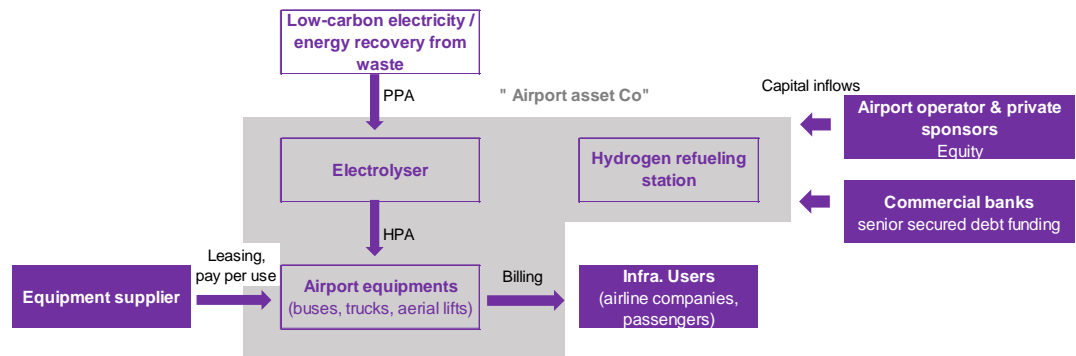 Low-carbon electricity /
energy recovery from
waste
PPA
" Airport asset Co"
Capital inflows
Airport operator & private
sponsors
Equity
Electrolyser
Hydrogen refueling
station
Commercial banks
senior secured debt funding
HPA
Leasing,
pay per use
Equipment supplier
Airport equipments
(buses, trucks, aerial lifts)
Billing
Infra. Users
(airline companies,
passengers)